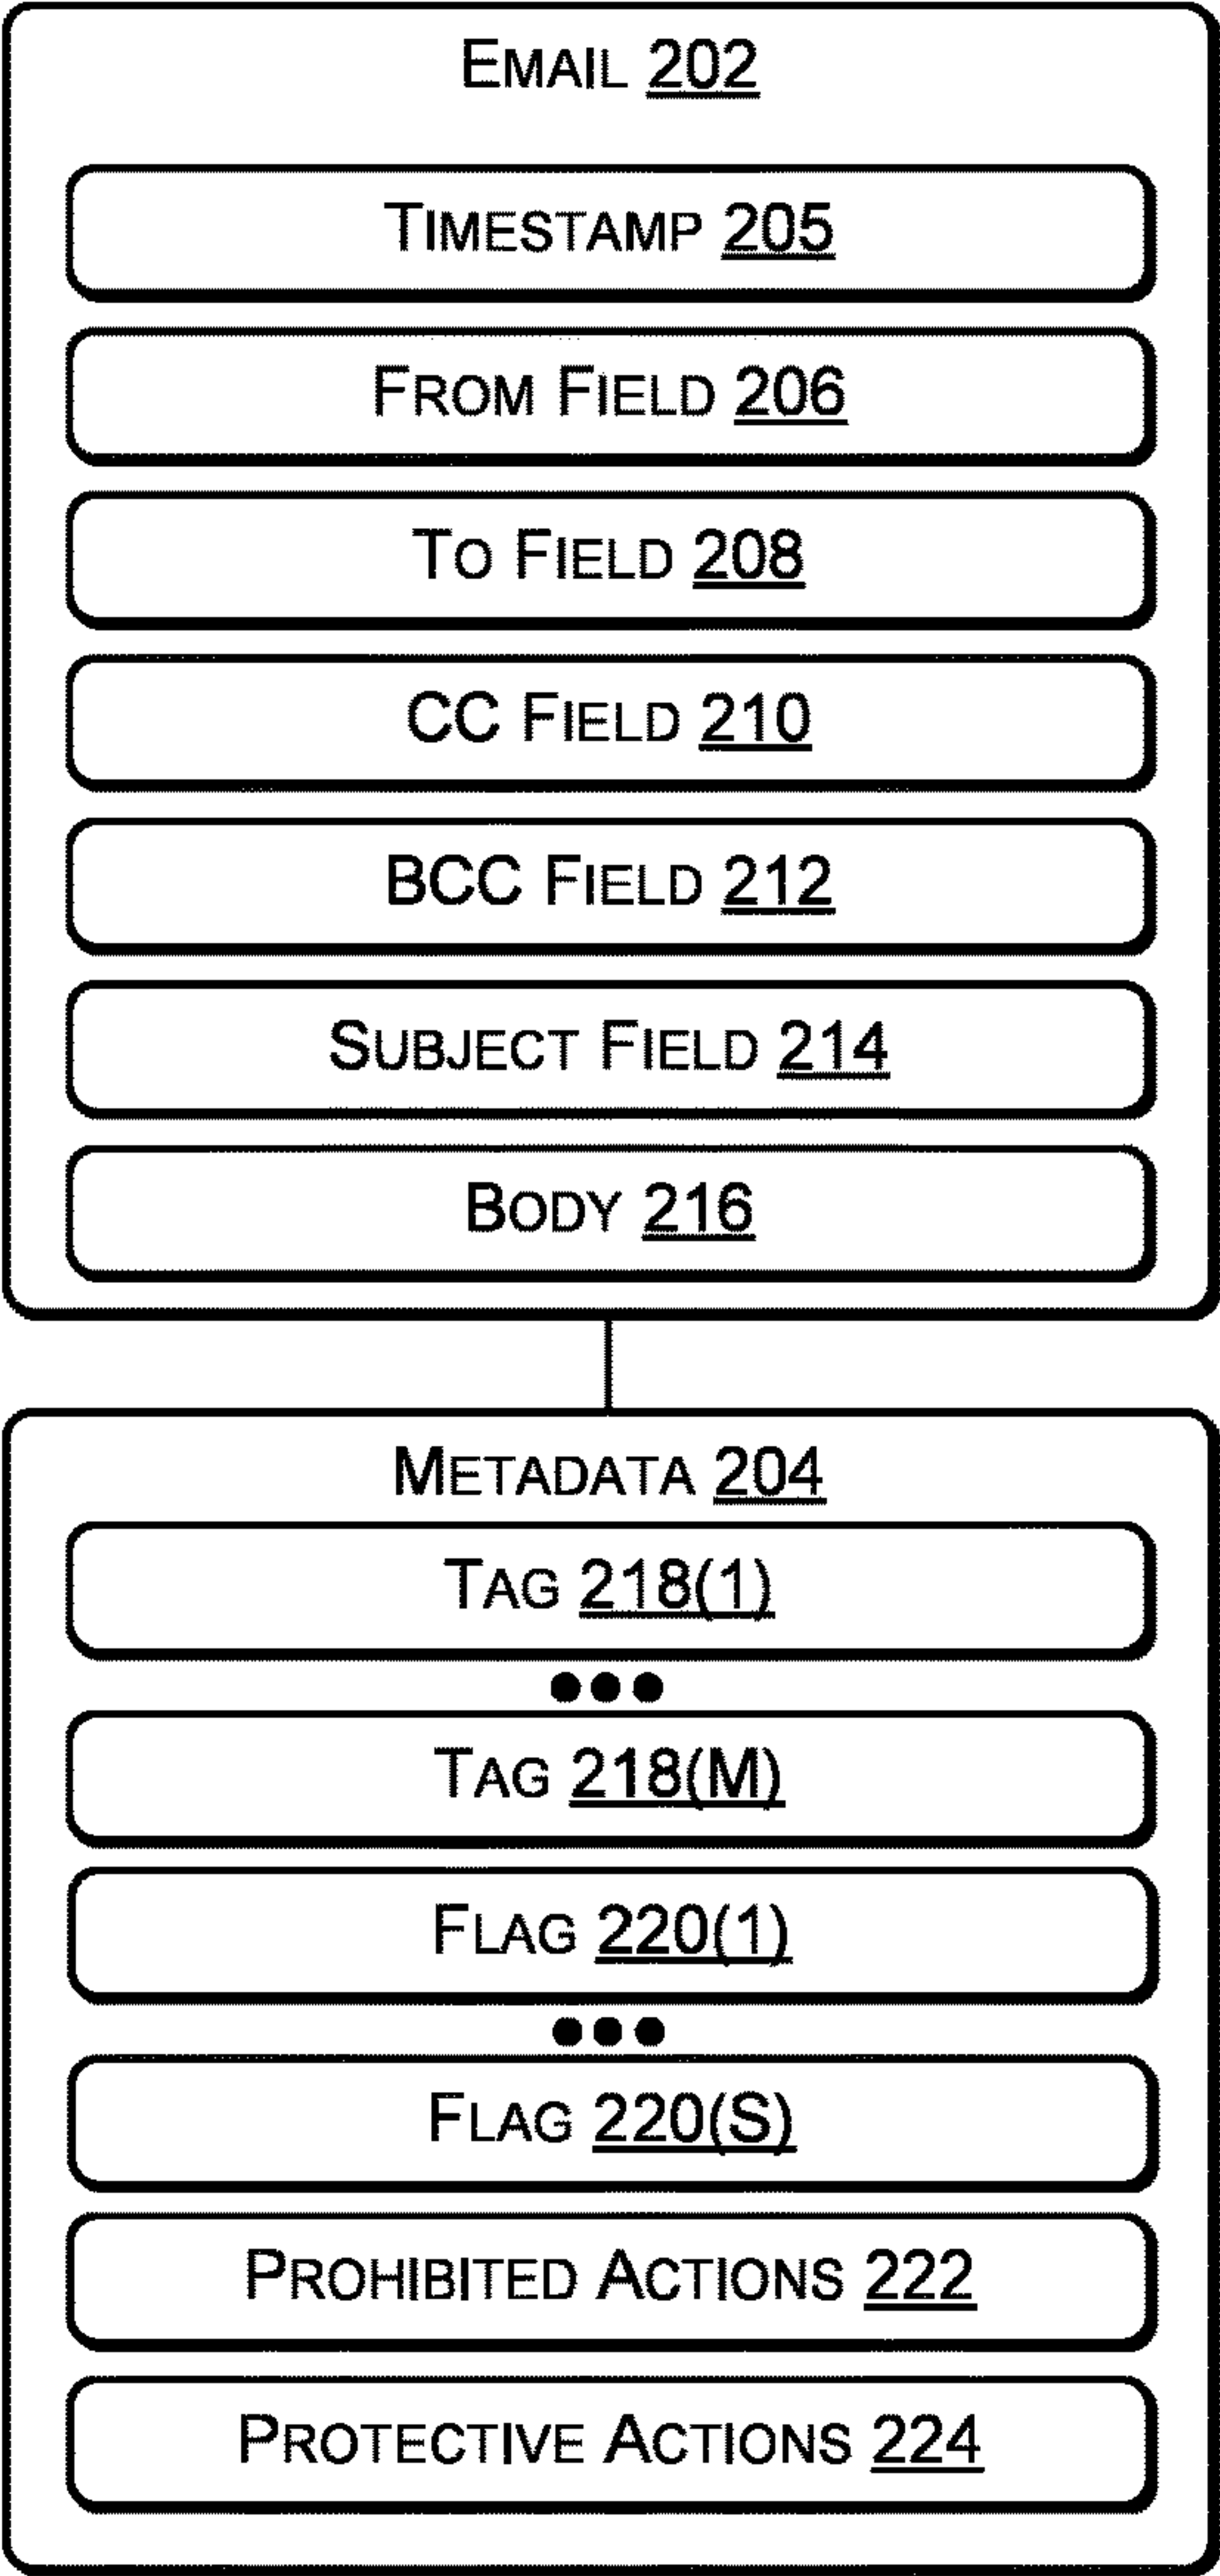 EMAIL 202
TIMESTAMP 205
FROM FIELD 206
TO FIELD 208
CC FIELD 210
BCC FIELD 212
SUBJECT FIELD 214
BODY 216
METADATA 204
TAG 218(1)
•••
TAG 218(M)
FLAG 220(1)
•••
FLAG 220(S)
PROHIBITED ACTIONS 222
PROTECTIVE ACTIONS 224